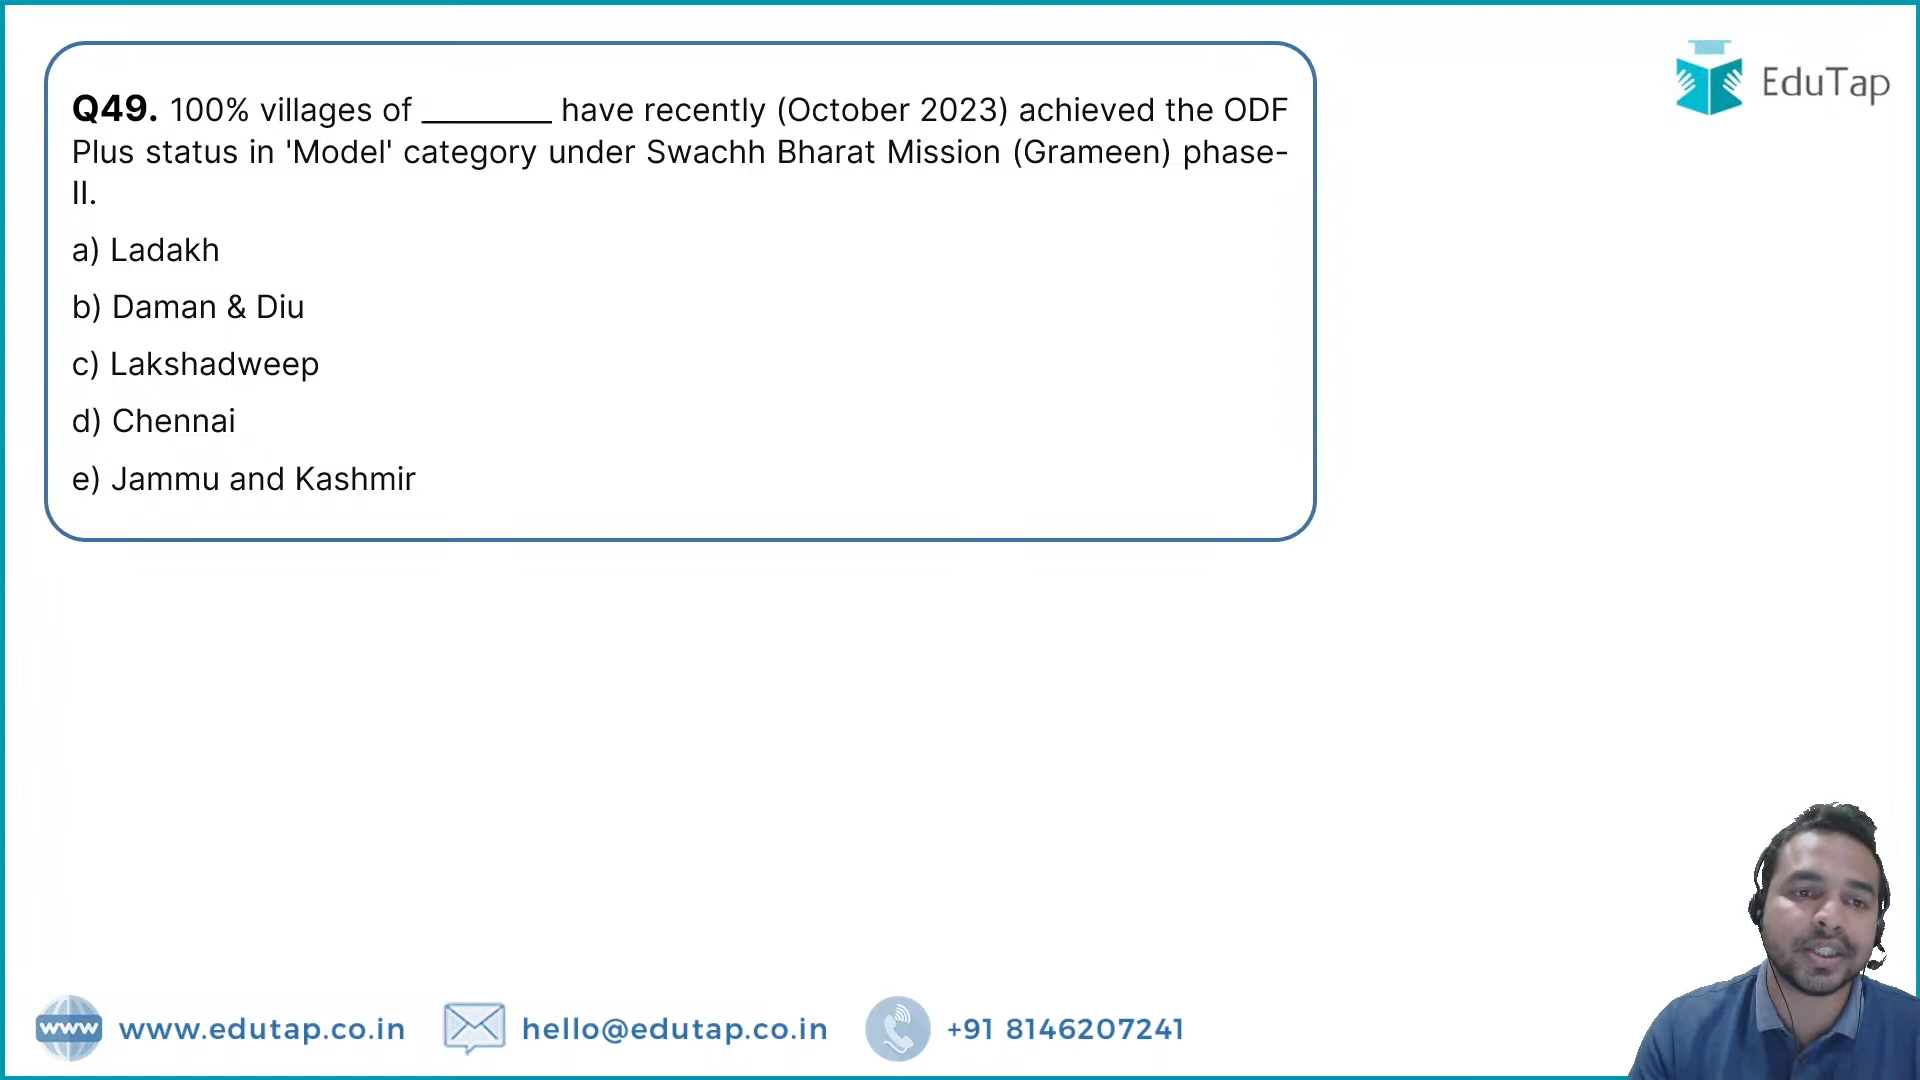 EduTap
Q49. 100% villages of ________ have recently (October 2023) achieved the ODF
Plus status in 'Model' category under Swachh Bharat Mission (Grameen) phase-
II.
a) Ladakh
b) Daman & Diu
c) Lakshadweep
d) Chennai
e) Jammu and Kashmir
www www.edutap.co.in hello@edutap.co.in +91 8146207241